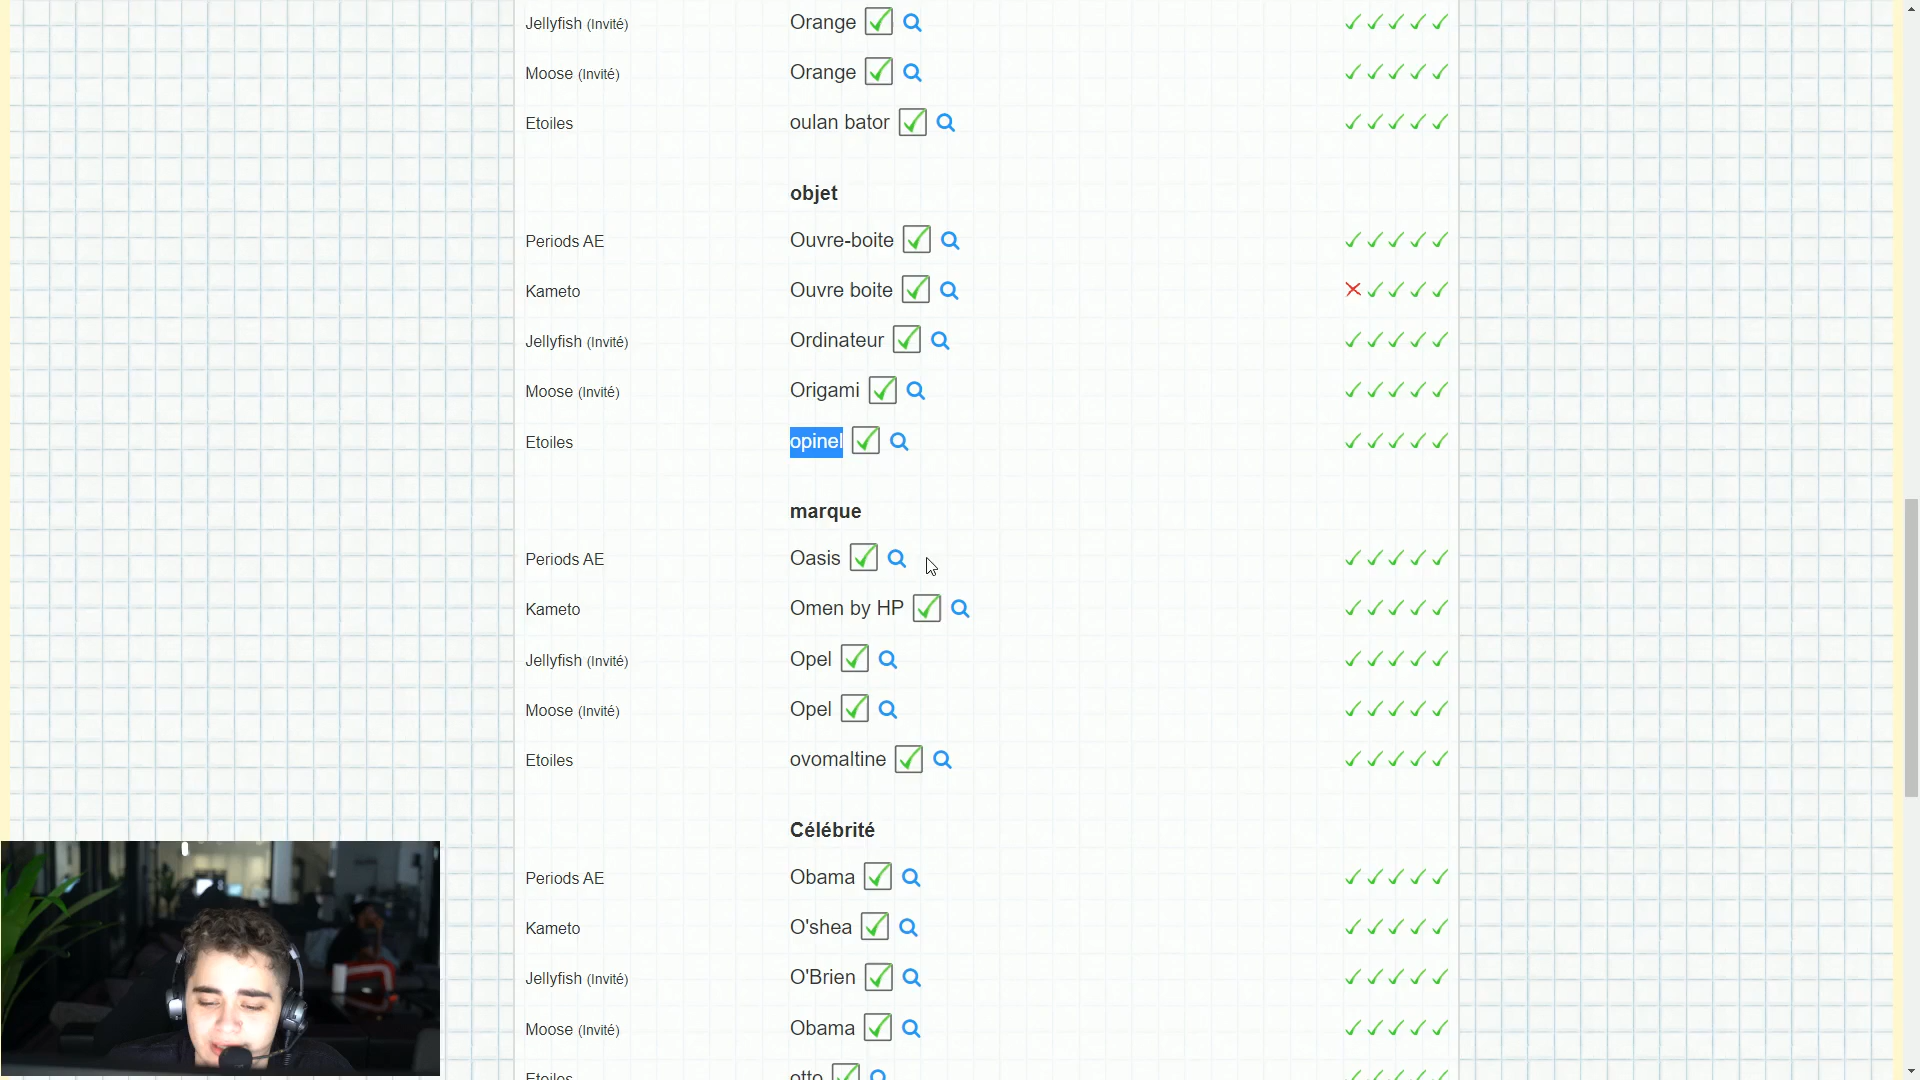 Jellyfish (Invité) Orange
Moose (Invité) Orange
Etoiles oulan bator
objet
Periods AE Ouvre-boite
Kameto Ouvre boite
Jellyfish (Invité) Ordinateur
Moose (Invité) Origami
Etoiles opinel
marque
Periods AE Oasis
Kameto Omen by HP
Jellyfish (Invité) Opel
Moose (Invité) Opel
Etoiles ovomaltine
Célébrité
Periods AE Obama
Kameto O'shea
Jellyfish (Invité) O'Brien
Moose (Invité) Obama
Etoiles otto